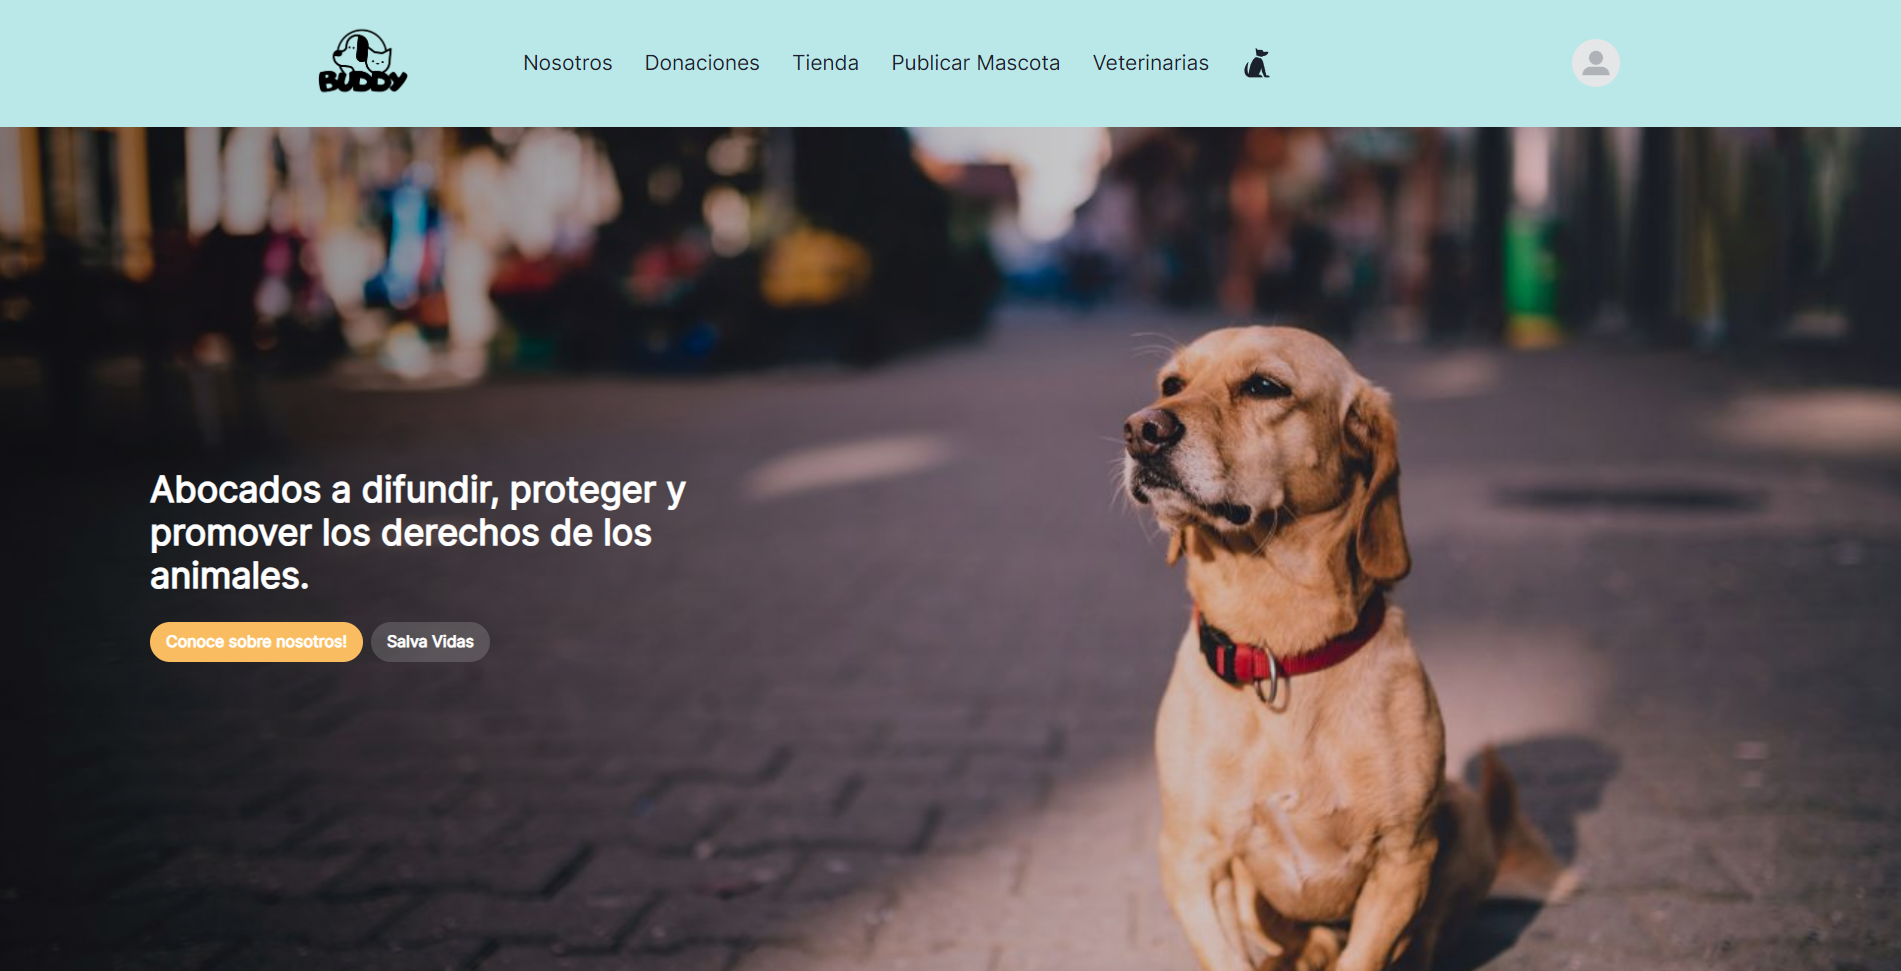 BUDDY
Nosotros
Donaciones
Tienda
Publicar Mascota
Veterinarias
Abocados a difundir, proteger y
promover los derechos de los
animales.
Conoce sobre nosotros!
Salva Vidas